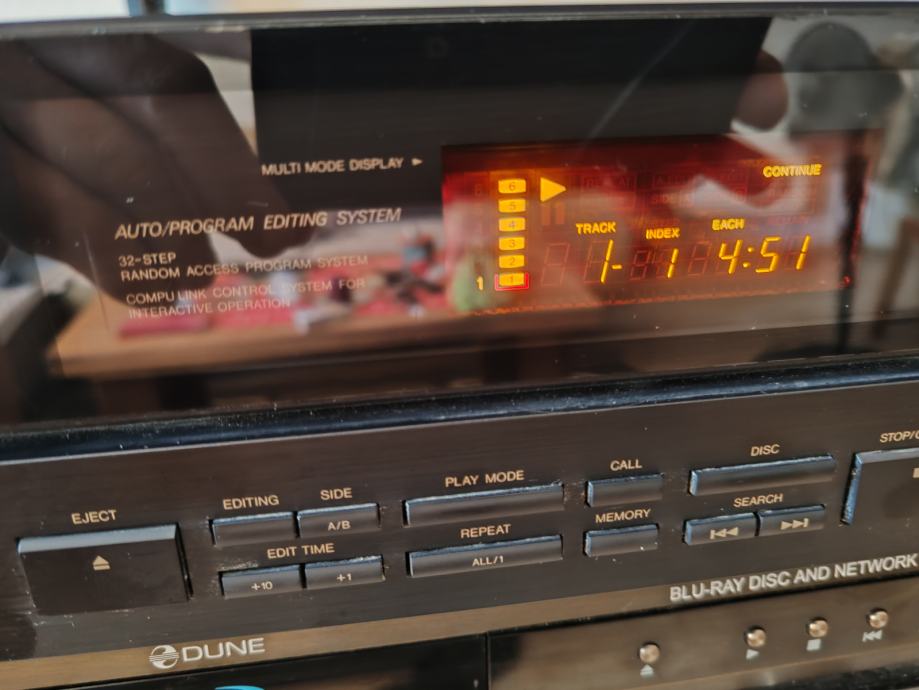 MULTI MODE DISPLAY
CONTINUE
6
5
4
3
2
1 1
AUTO/PROGRAM EDITING SYSTEM
32-STEP
RANDOM ACCESS PROGRAM SYSTEM
COMPU LINK CONTROL SYSTEM FOR
INTERACTIVE OPERATION
TRACK INDEX EACH
1- 1 4:51
EJECT
EDITING
SIDE
A/B
EDIT TIME
+10 +1
PLAY MODE
REPEAT
ALL/1
CALL
MEMORY
DISC
SEARCH
STOP/
DUNE
BLU-RAY DISC AND NETWORK